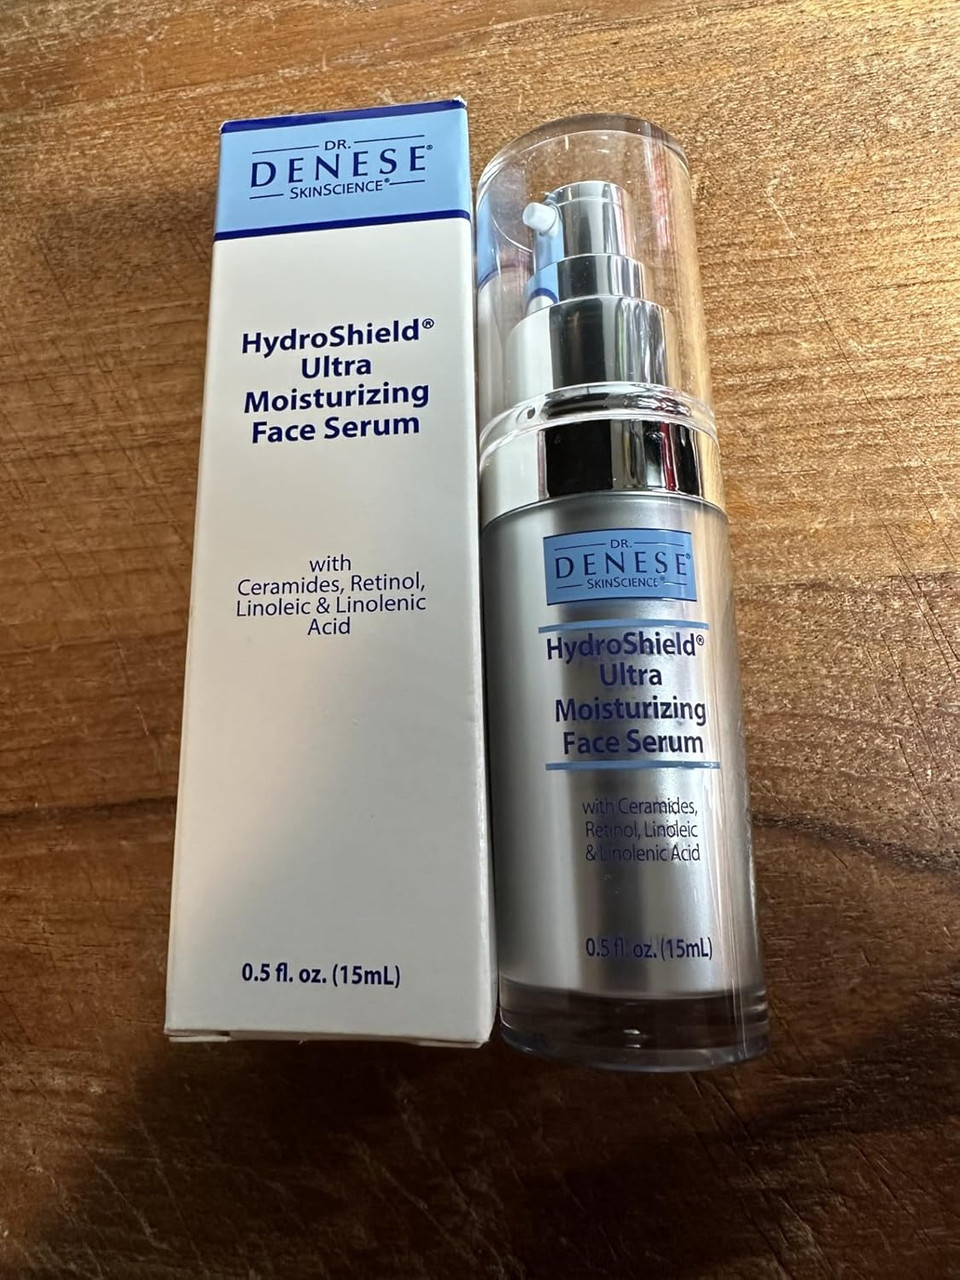 DR.
DENESE®
SKINSCIENCE®
HydroShield®
Ultra
Moisturizing
Face Serum
with
Ceramides, Retinol,
Linoleic & Linolenic
Acid
0.5 fl. oz. (15mL)
DR.
DENESE®
SKINSCIENCE®
HydroShield®
Ultra
Moisturizing
Face Serum
with Ceramides,
Retinol, Linoleic
& Linolenic Acid
0.5 fl. oz. (15mL)